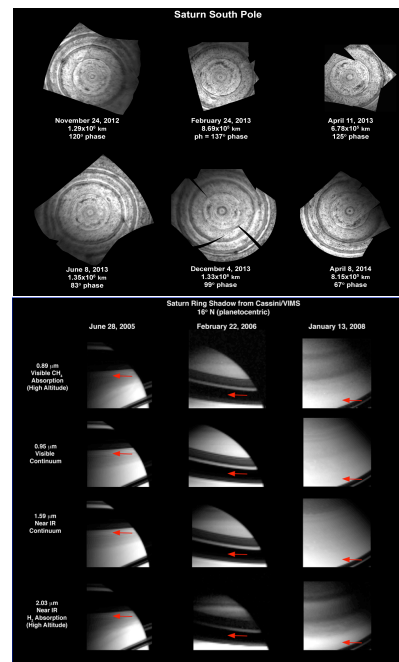 Saturn South Pole
November 24, 2012
1.29x10⁶ km
120° phase
February 24, 2013
8.69x10⁵ km
ph = 137° phase
April 11, 2013
6.78x10⁵ km
125° phase
June 8, 2013
1.35x10⁶ km
83° phase
December 4, 2013
1.33x10⁶ km
99° phase
April 8, 2014
8.15x10⁵ km
67° phase
Saturn Ring Shadow from Cassini/VIMS
16° N (planetocentric)
June 28, 2005
February 22, 2006
January 13, 2008
0.89 μm
Visible CH₄
Absorption
(High Altitude)
0.95 μm
Visible
Continuum
1.59 μm
Near IR
Continuum
2.03 μm
Near IR
H₂ Absorption
(High Altitude)